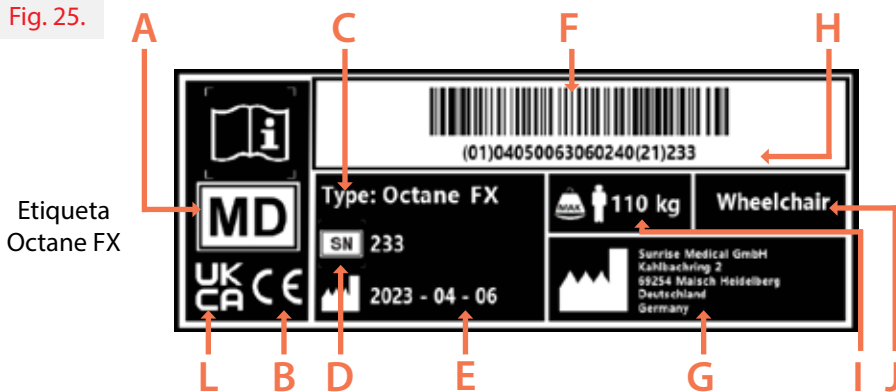 Fig. 25.
A
C
F
H
(01)04050063060240(21)233
Etiqueta
Octane FX
MD
Type: Octane FX
SN 233
2023 - 04 - 06
MAX 110 kg
Wheelchair
Sunrise Medical GmbH
Kahlbachring 2
69254 Malsch Heidelberg
Deutschland
Germany
UK
CA CE
L
B
D
E
G
I
J